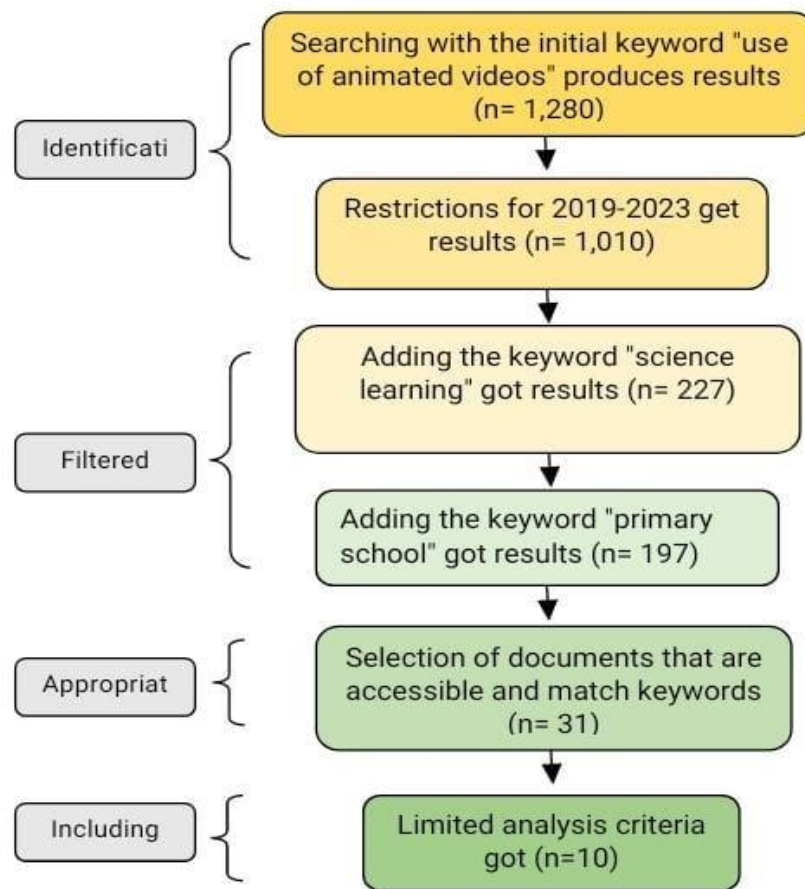 Searching with the initial keyword "use
of animated videos" produces results
(n= 1,280)
Identificati
Restrictions for 2019-2023 get
results (n= 1,010)
Adding the keyword "science
learning" got results (n= 227)
Filtered
Adding the keyword "primary
school" got results (n= 197)
Selection of documents that are
accessible and match keywords
(n= 31)
Appropriat
Limited analysis criteria
got (n=10)
Including